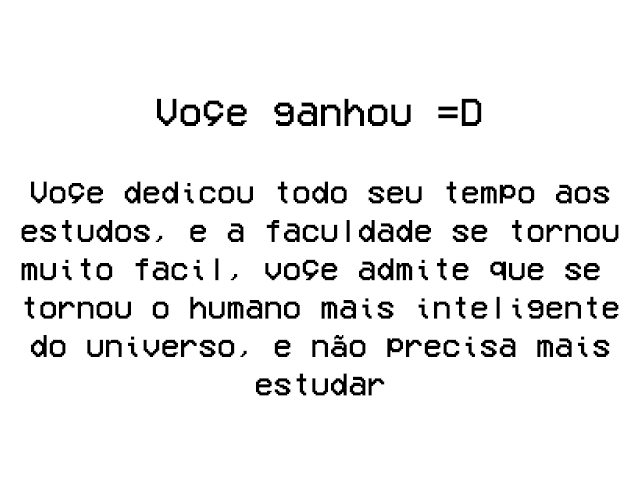 Voçe ganhou =D
Voçe dedicou todo seu tempo aos
estudos, e a faculdade se tornou
muito facil, voçe admite que se
tornou o humano mais inteligente
do universo, e não precisa mais
estudar